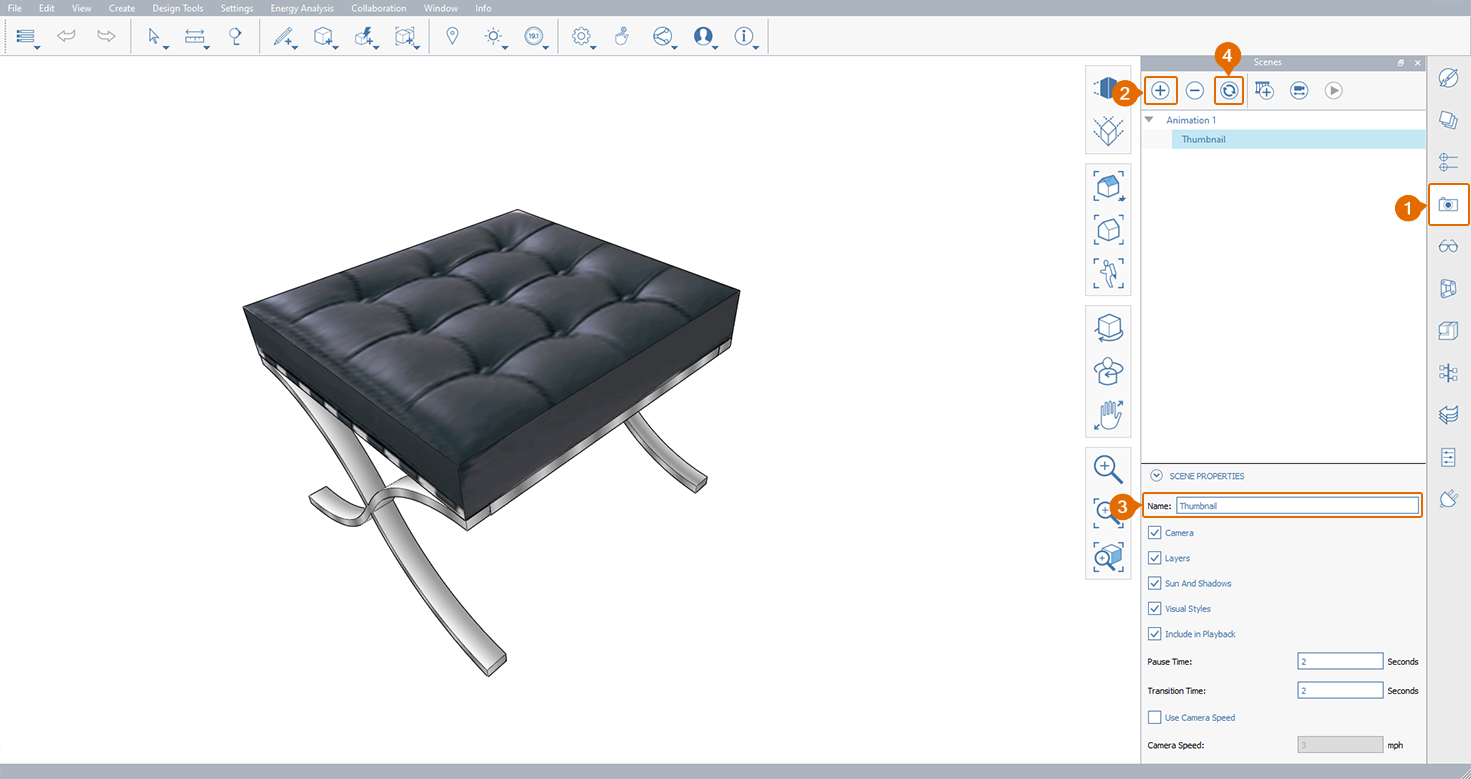 File Edit View Create Design Tools Settings Energy Analysis Collaboration Window Info
19.1
4
Scenes
2
Animation 1
Thumbnail
1
SCENE PROPERTIES
3
Name: Thumbnail
Camera
Layers
Sun And Shadows
Visual Styles
Include in Playback
Pause Time: 2 Seconds
Transition Time: 2 Seconds
Use Camera Speed
Camera Speed: 3 mph